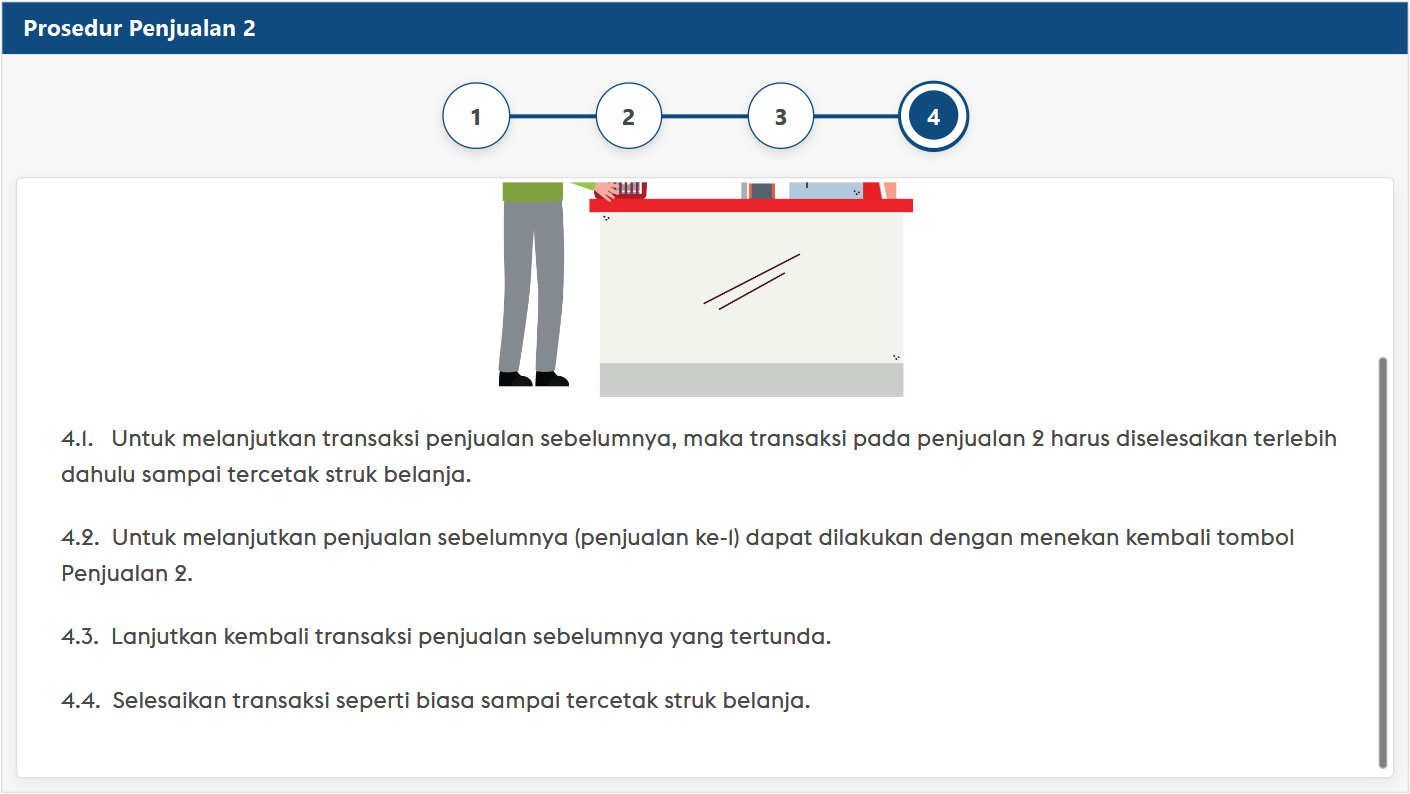 Prosedur Penjualan 2
1
2
3
4
4.1. Untuk melanjutkan transaksi penjualan sebelumnya, maka transaksi pada penjualan 2 harus diselesaikan terlebih
dahulu sampai tercetak struk belanja.
4.2. Untuk melanjutkan penjualan sebelumnya (penjualan ke-1) dapat dilakukan dengan menekan kembali tombol
Penjualan 2.
4.3. Lanjutkan kembali transaksi penjualan sebelumnya yang tertunda.
4.4. Selesaikan transaksi seperti biasa sampai tercetak struk belanja.